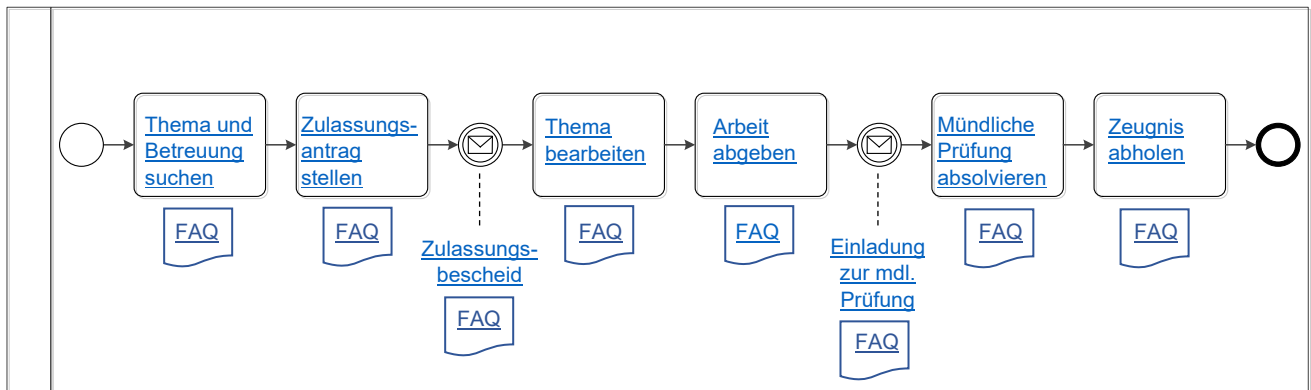 Thema und
Betreuung
suchen
FAQ
Zulassungs-
antrag
stellen
FAQ
Zulassungs-
bescheid
FAQ
Thema
bearbeiten
FAQ
Arbeit
abgeben
FAQ
Einladung
zur mdl.
Prüfung
FAQ
Mündliche
Prüfung
absolvieren
FAQ
Zeugnis
abholen
FAQ